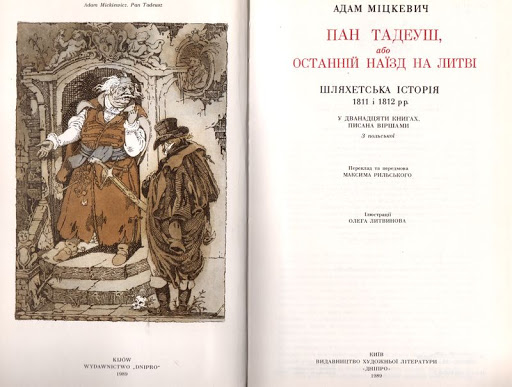 Adam Mickiewicz, Pan Tadeusz
KIJÓW
WYDAWNICTWO „DNIPRO"
1989
АДАМ МІЦКЕВИЧ
ПАН ТАДЕУШ,
або
ОСТАННІЙ НАЇЗД НА ЛИТВІ
ШЛЯХЕТСЬКА ІСТОРІЯ
1811 і 1812 рр.
У ДВАНАДЦЯТИ КНИГАХ,
ПИСАНА ВІРШАМИ
З польської
Переклад та передмова
МАКСИМА РИЛЬСЬКОГО
Ілюстрації
ОЛЕГА ЛИТВИНОВА
КИЇВ
ВИДАВНИЦТВО ХУДОЖНЬОЇ ЛІТЕРАТУРИ
«ДНІПРО»
1989